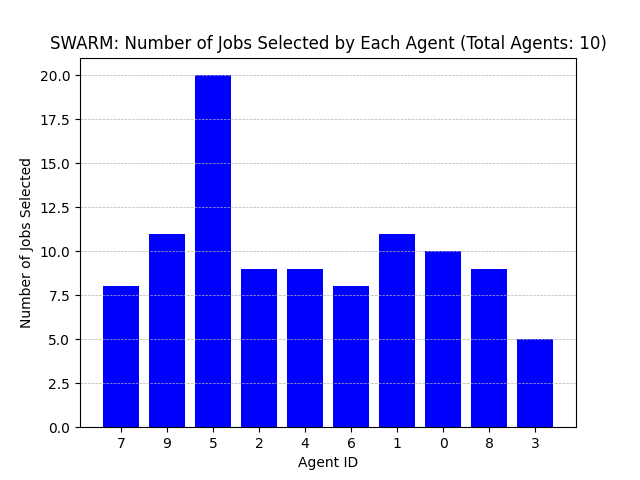 SWARM: Number of Jobs Selected by Each Agent (Total Agents: 10)
20.0
17.5
15.0
12.5
10.0
7.5
5.0
2.5
0.0
Number of Jobs Selected
7 9 5 2 4 6 1 0 8 3
Agent ID